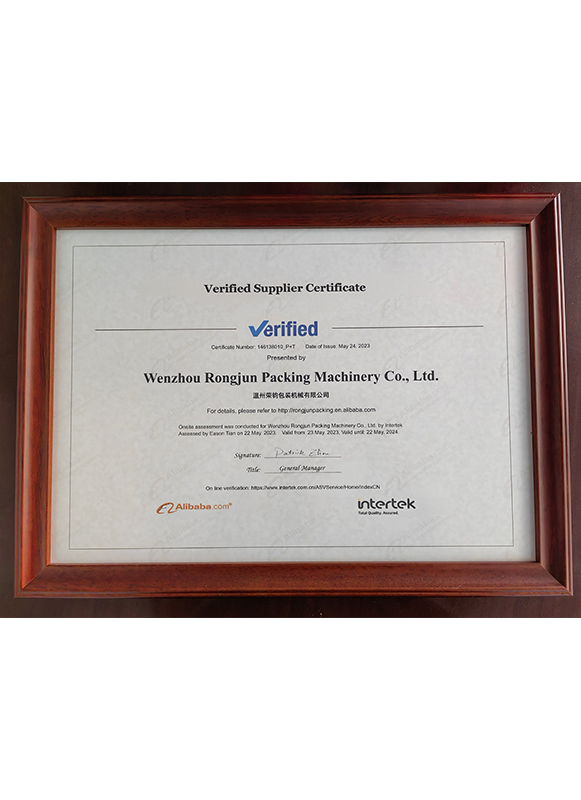 Verified Supplier Certificate
Verified
Certificate Number: 146138010_P+T Date of Issue: May 24. 2023
Presented by
Wenzhou Rongjun Packing Machinery Co., Ltd.
温州荣钧包装机械有限公司
For details, please refer to http://rongjunpacking.en.alibaba.com
Onsite assessment was conducted for Wenzhou Rongjun Packing Machinery Co., Ltd. by Intertek
Assessed by Eason Tian on 22 May. 2023. Valid from: 23 May. 2023, Valid until: 22 May. 2024.
Signature: Patrick
Title: General Manager
On line verification: https://www.intertek.com.cn/ASVService/Home/IndexCN
Alibaba.com®
intertek
Total Quality. Assured.